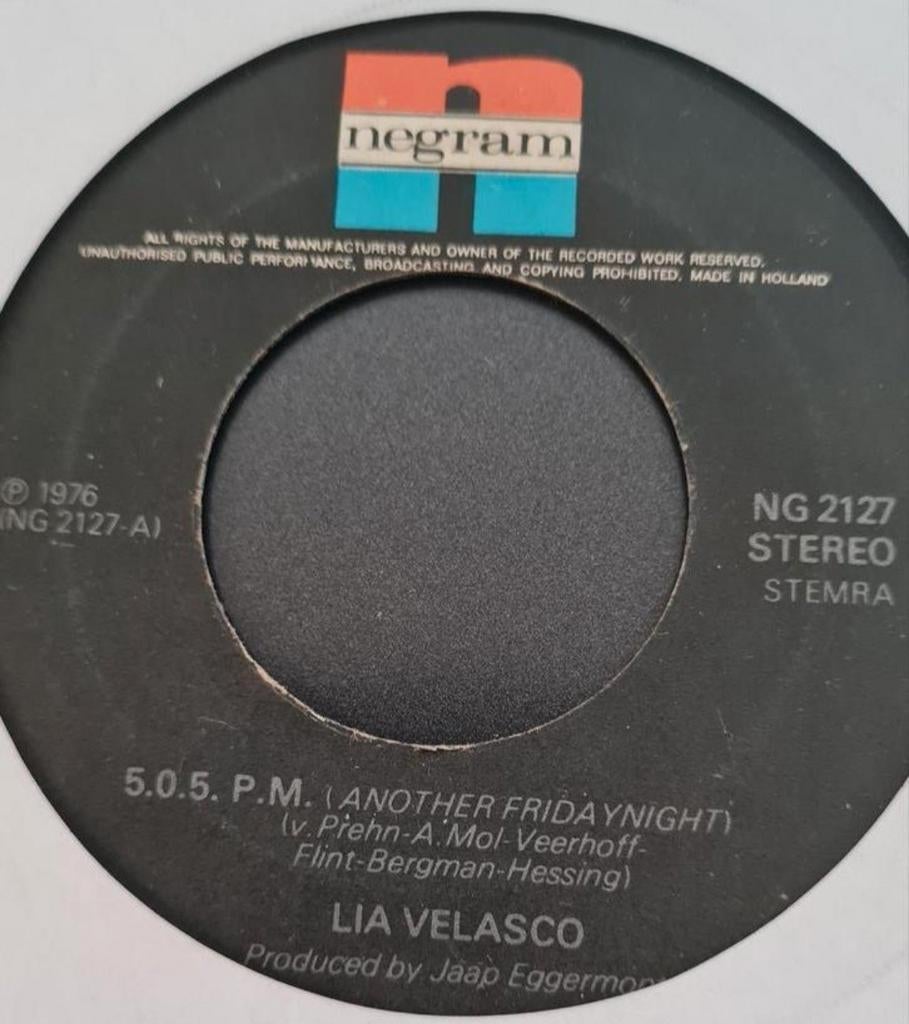 negram
ALL RIGHTS OF THE MANUFACTURERS AND OWNER OF THE RECORDED WORK RESERVED.
UNAUTHORISED PUBLIC PERFORMANCE, BROADCASTING AND COPYING PROHIBITED. MADE IN HOLLAND
℗ 1976
(NG 2127-A)
NG 2127
STEREO
STEMRA
5.0.5. P.M. (ANOTHER FRIDAYNIGHT)
(v. Prehn-A. Mol-Veerhoff-
Flint-Bergman-Hessing)
LIA VELASCO
Produced by Jaap Eggermon